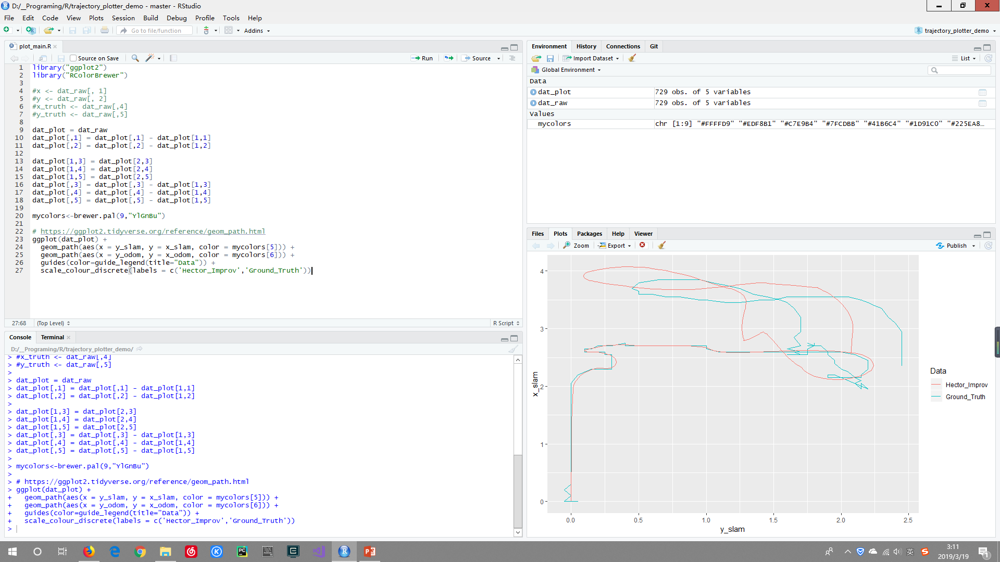 D:/__Programing/R/trajectory_plotter_demo - master - RStudio
File Edit Code View Plots Session Build Debug Profile Tools Help
Go to file/function Addins trajectory_plotter_demo
plot_main.R
Source on Save Run Source
1 library("ggplot2")
2 library("RColorBrewer")
3
4 #x <- dat_raw[, 1]
5 #y <- dat_raw[, 2]
6 #x_truth <- dat_raw[,4]
7 #y_truth <- dat_raw[,5]
8
9 dat_plot = dat_raw
10 dat_plot[,1] = dat_plot[,1] - dat_plot[1,1]
11 dat_plot[,2] = dat_plot[,2] - dat_plot[1,2]
12
13 dat_plot[1,3] = dat_plot[2,3]
14 dat_plot[1,4] = dat_plot[2,4]
15 dat_plot[1,5] = dat_plot[2,5]
16 dat_plot[,3] = dat_plot[,3] - dat_plot[1,3]
17 dat_plot[,4] = dat_plot[,4] - dat_plot[1,4]
18 dat_plot[,5] = dat_plot[,5] - dat_plot[1,5]
19
20 mycolors<-brewer.pal(9,"YlGnBu")
21
22 # https://ggplot2.tidyverse.org/reference/geom_path.html
23 ggplot(dat_plot) +
24 geom_path(aes(x = y_slam, y = x_slam, color = mycolors[5])) +
25 geom_path(aes(x = y_odom, y = x_odom, color = mycolors[6])) +
26 guides(color=guide_legend(title="Data")) +
27 scale_colour_discrete(labels = c('Hector_Improv','Ground_Truth'))
27:68 (Top Level) R Script
Console Terminal
D:/__Programing/R/trajectory_plotter_demo/
> #x_truth <- dat_raw[,4]
> #y_truth <- dat_raw[,5]
>
> dat_plot = dat_raw
> dat_plot[,1] = dat_plot[,1] - dat_plot[1,1]
> dat_plot[,2] = dat_plot[,2] - dat_plot[1,2]
>
> dat_plot[1,3] = dat_plot[2,3]
> dat_plot[1,4] = dat_plot[2,4]
> dat_plot[1,5] = dat_plot[2,5]
> dat_plot[,3] = dat_plot[,3] - dat_plot[1,3]
> dat_plot[,4] = dat_plot[,4] - dat_plot[1,4]
> dat_plot[,5] = dat_plot[,5] - dat_plot[1,5]
>
> mycolors<-brewer.pal(9,"YlGnBu")
>
> # https://ggplot2.tidyverse.org/reference/geom_path.html
> ggplot(dat_plot) +
+ geom_path(aes(x = y_slam, y = x_slam, color = mycolors[5])) +
+ geom_path(aes(x = y_odom, y = x_odom, color = mycolors[6])) +
+ guides(color=guide_legend(title="Data")) +
+ scale_colour_discrete(labels = c('Hector_Improv','Ground_Truth'))
>
Environment History Connections Git
Import Dataset List
Global Environment
Data
dat_plot 729 obs. of 5 variables
dat_raw 729 obs. of 5 variables
Values
mycolors chr [1:9] "#FFFFD9" "#EDF8B1" "#C7E9B4" "#7FCDBB" "#41B6C4" "#1D91C0" "#225EA8…
Files Plots Packages Help Viewer
Zoom Export Publish
4
3
2
1
0
x_slam
0.0 0.5 1.0 1.5 2.0 2.5
y_slam
Data
Hector_Improv
Ground_Truth
英
3:11
2019/3/19
1